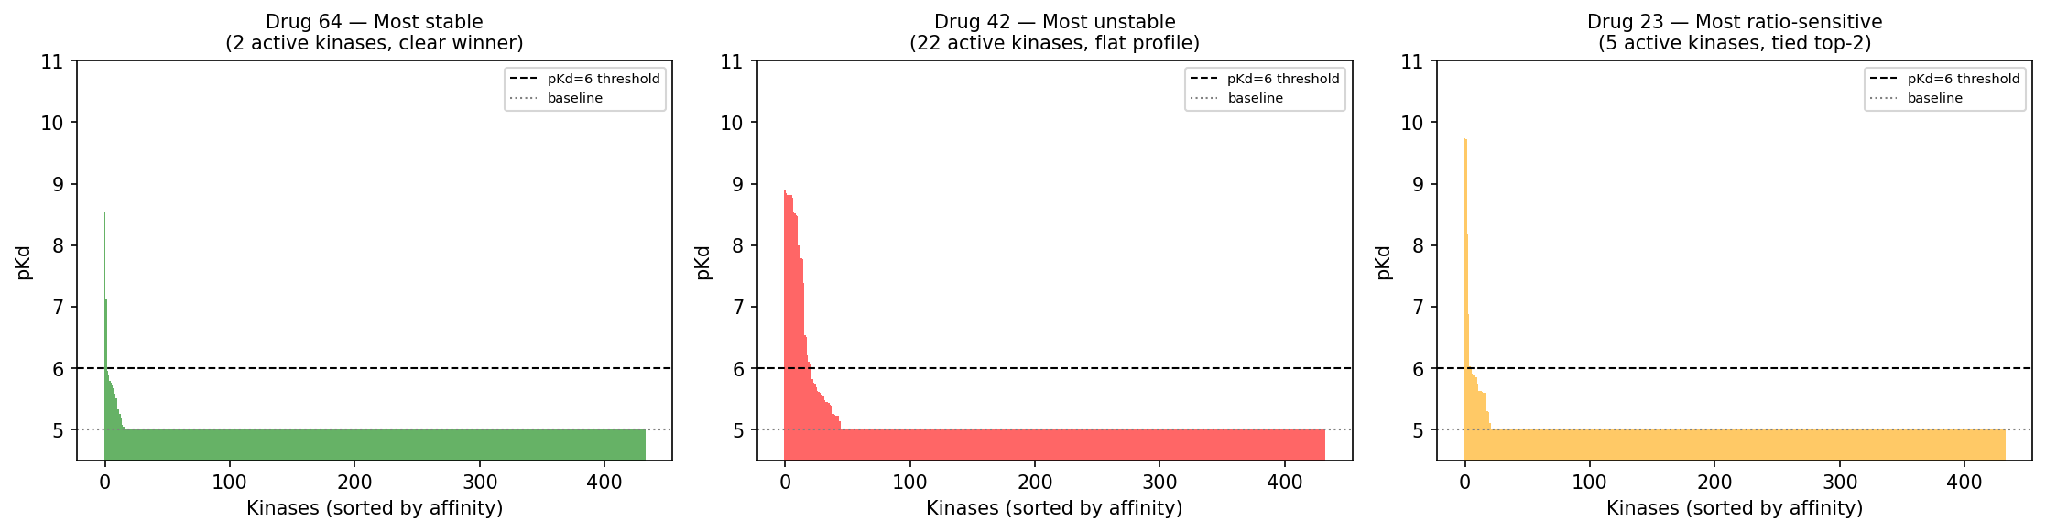 Drug 64 — Most stable
(2 active kinases, clear winner)
11
10
9
8
7
6
5
pKd
pKd=6 threshold
baseline
0 100 200 300 400
Kinases (sorted by affinity)
Drug 42 — Most unstable
(22 active kinases, flat profile)
11
10
9
8
7
6
5
pKd
pKd=6 threshold
baseline
0 100 200 300 400
Kinases (sorted by affinity)
Drug 23 — Most ratio-sensitive
(5 active kinases, tied top-2)
11
10
9
8
7
6
5
pKd
pKd=6 threshold
baseline
0 100 200 300 400
Kinases (sorted by affinity)